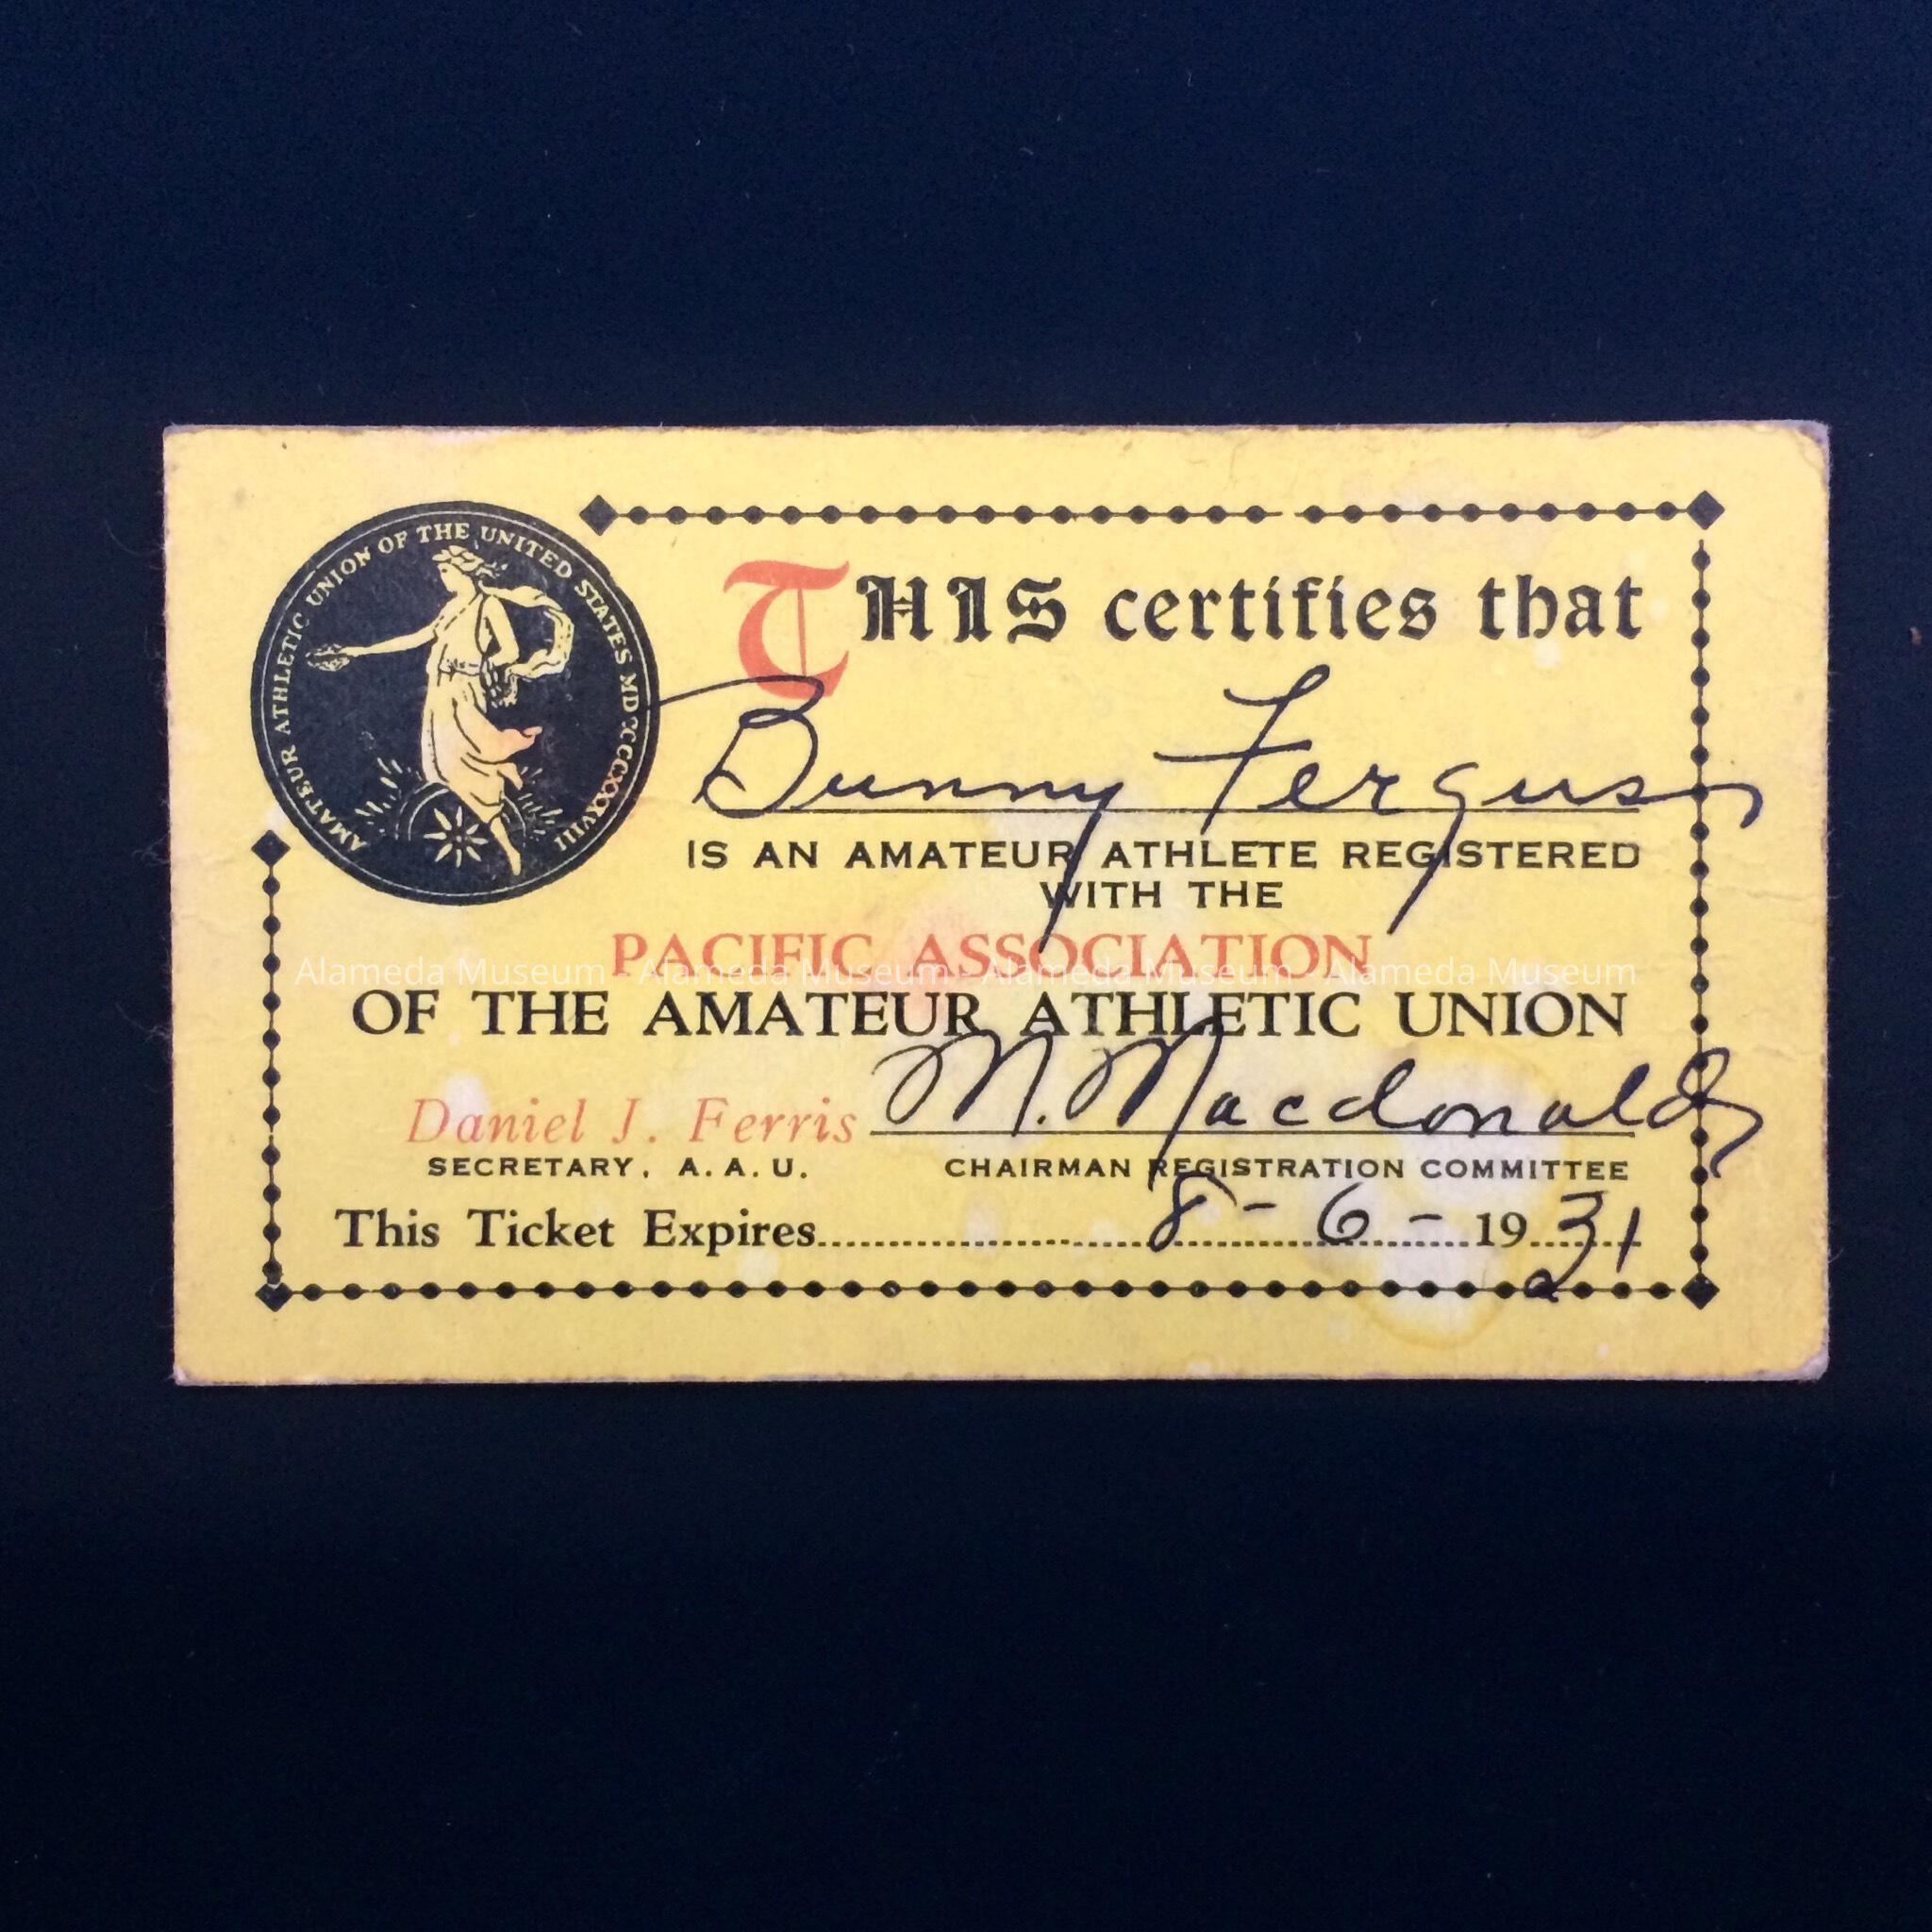 AMATEUR ATHLETIC UNION OF THE UNITED STATES MDCCCLXXXVIII
THIS certifies that
Bunny Fergus
IS AN AMATEUR ATHLETE REGISTERED
WITH THE
PACIFIC ASSOCIATION
Alameda Museum - Alameda Museum - Alameda Museum - Alameda Museum
OF THE AMATEUR ATHLETIC UNION
Daniel J. Ferris M. Macdonald
SECRETARY, A. A. U. CHAIRMAN REGISTRATION COMMITTEE
This Ticket Expires 8-6-1931